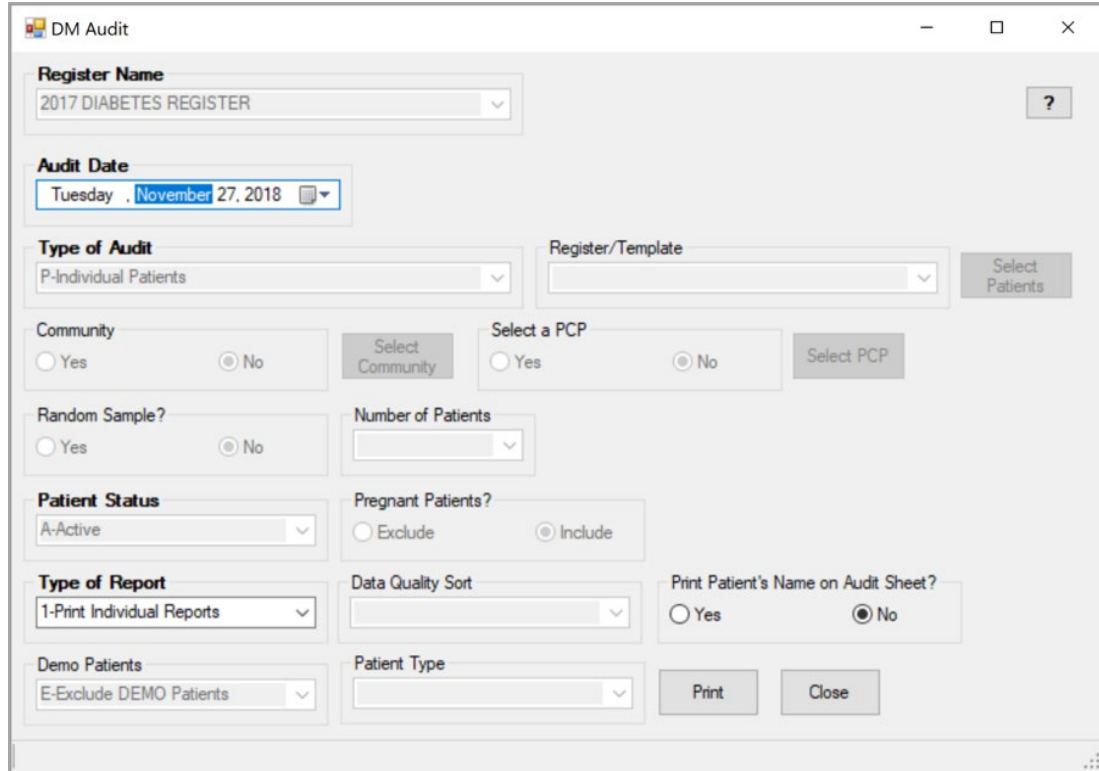 DM Audit
Register Name
2017 DIABETES REGISTER
?
Audit Date
Tuesday , November 27, 2018
Type of Audit
Register/Template
P-Individual Patients
Select
Patients
Community
Select a PCP
Yes
No
Select
Community
Yes
No
Select PCP
Random Sample?
Number of Patients
Yes
No
Patient Status
Pregnant Patients?
A-Active
Exclude
Include
Type of Report
Data Quality Sort
Print Patient's Name on Audit Sheet?
1-Print Individual Reports
Yes
No
Demo Patients
Patient Type
E-Exclude DEMO Patients
Print
Close